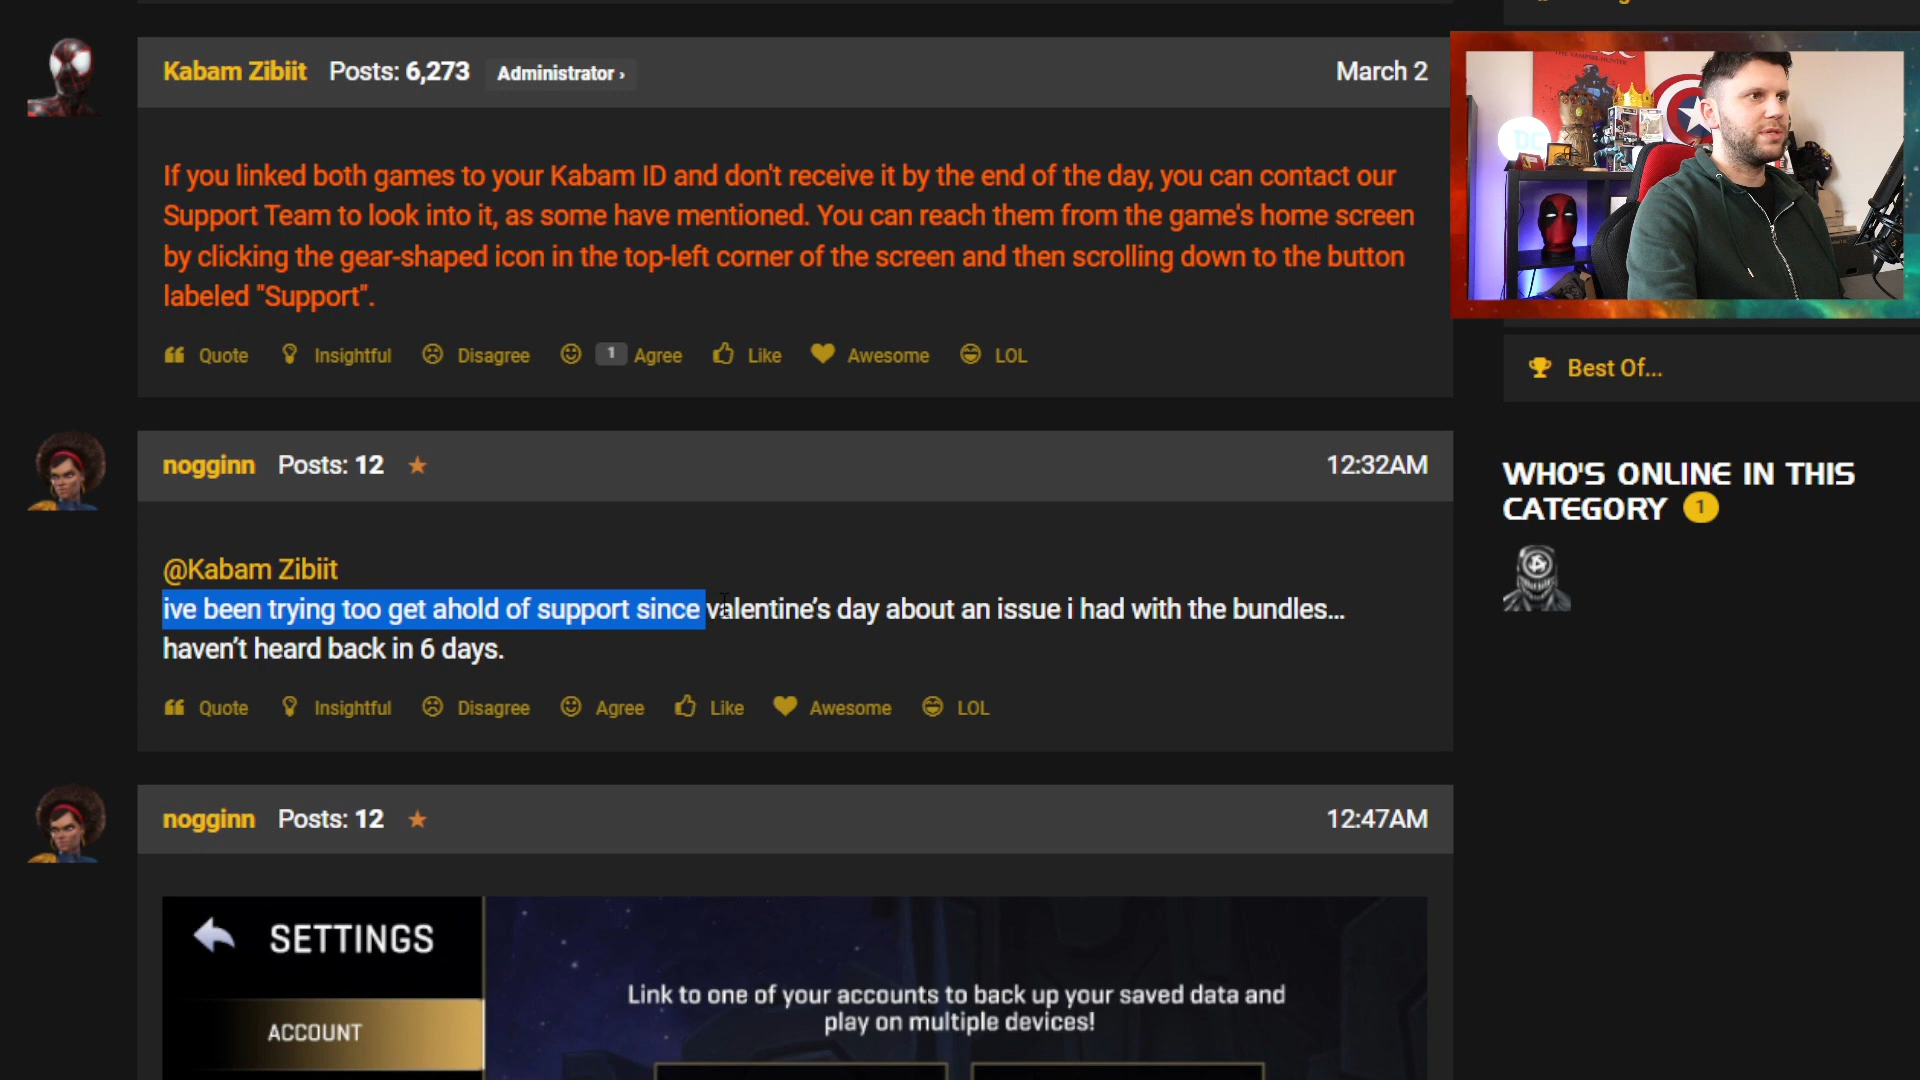 Kabam Zibiit Posts: 6,273 Administrator › March 2
If you linked both games to your Kabam ID and don't receive it by the end of the day, you can contact our
Support Team to look into it, as some have mentioned. You can reach them from the game's home screen
by clicking the gear-shaped icon in the top-left corner of the screen and then scrolling down to the button
labeled "Support".
Quote Insightful Disagree 1 Agree Like Awesome LOL
Best Of...
nogginn Posts: 12 12:32AM
WHO'S ONLINE IN THIS
CATEGORY 1
@Kabam Zibiit
ive been trying too get ahold of support since valentine’s day about an issue i had with the bundles...
haven’t heard back in 6 days.
Quote Insightful Disagree Agree Like Awesome LOL
nogginn Posts: 12 12:47AM
SETTINGS
ACCOUNT
Link to one of your accounts to back up your saved data and
play on multiple devices!